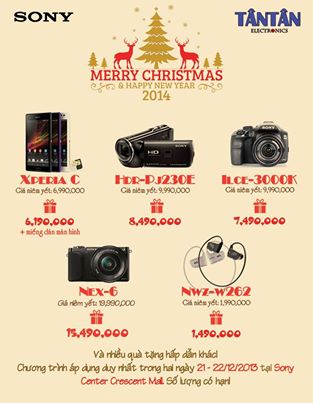 SONY
TÂNTÂN
ELECTRONICS
MERRY CHRISTMAS
& HAPPY NEW YEAR
2014
Xperia C
Giá niêm yết: 6,990,000
6,190,000
+ miếng dán màn hình
HDR-PJ230E
Giá niêm yết: 9,990,000
8,490,000
ILCE-3000K
Giá niêm yết: 9,990,000
7,490,000
NEX-6
Giá niêm yết: 19,990,000
15,490,000
NWZ-W262
Giá niêm yết: 1,990,000
1,490,000
Và nhiều quà tặng hấp dẫn khác!
Chương trình áp dụng duy nhất trong hai ngày 21 - 22/12/2013 tại Sony
Center Crescent Mall. Số lượng có hạn!